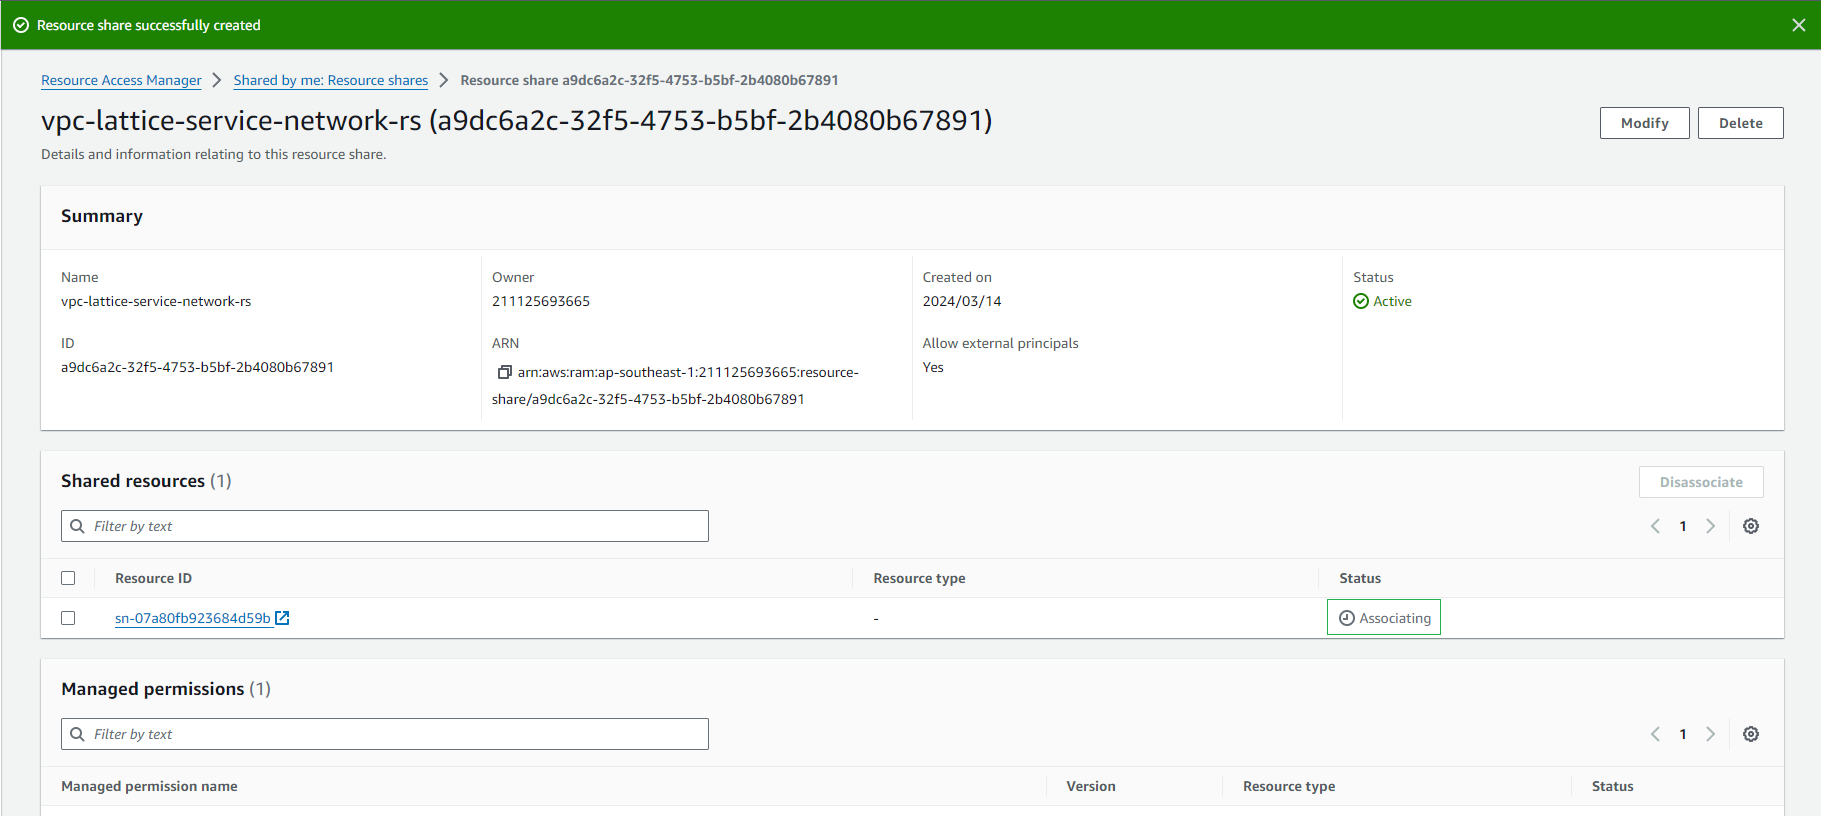 Resource share successfully created
Resource Access Manager > Shared by me: Resource shares > Resource share a9dc6a2c-32f5-4753-b5bf-2b4080b67891
vpc-lattice-service-network-rs (a9dc6a2c-32f5-4753-b5bf-2b4080b67891)
Modify
Delete
Details and information relating to this resource share.
Summary
Name
vpc-lattice-service-network-rs
ID
a9dc6a2c-32f5-4753-b5bf-2b4080b67891
Owner
211125693665
ARN
arn:aws:ram:ap-southeast-1:211125693665:resource-
share/a9dc6a2c-32f5-4753-b5bf-2b4080b67891
Created on
2024/03/14
Allow external principals
Yes
Status
Active
Shared resources (1)
Disassociate
Filter by text
1
Resource ID Resource type Status
sn-07a80fb923684d59b - Associating
Managed permissions (1)
Filter by text
1
Managed permission name Version Resource type Status